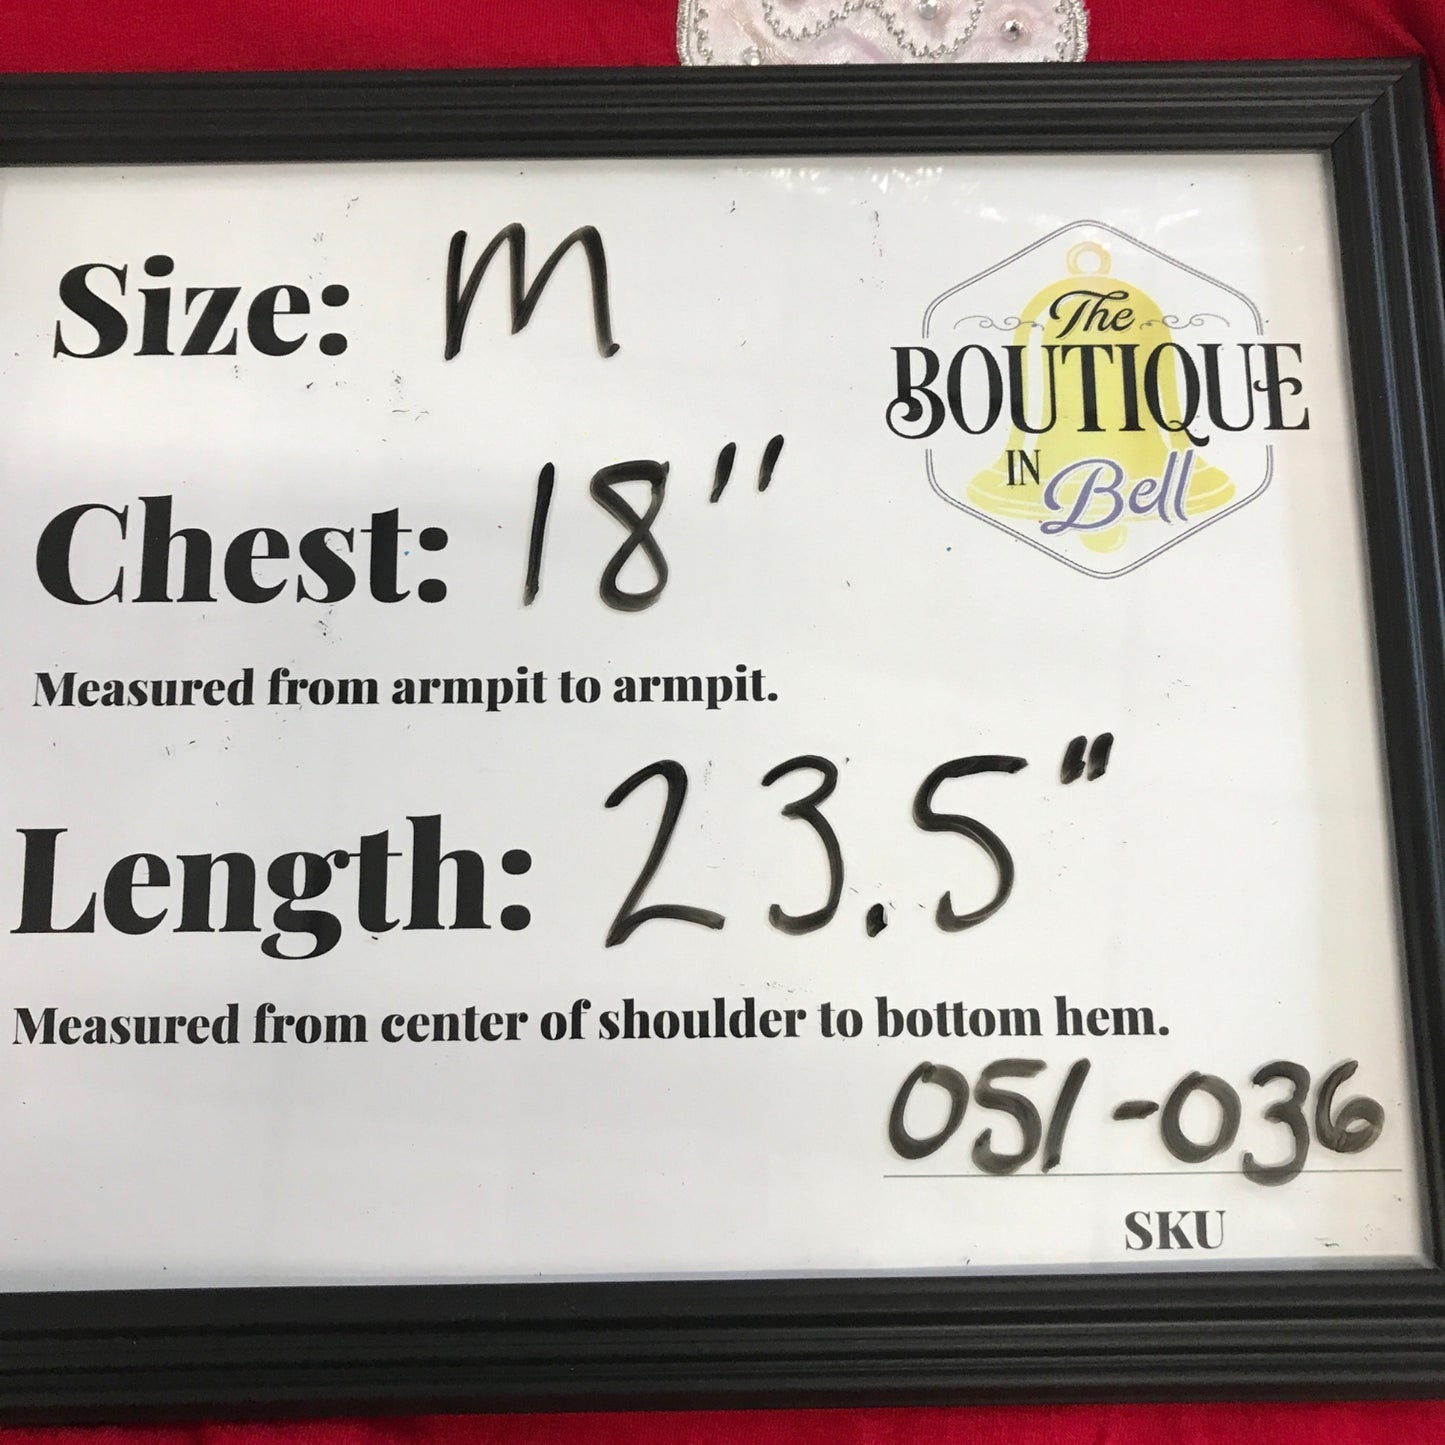 Size: M
The
BOUTIQUE
IN Bell
Chest: 18"
Measured from armpit to armpit.
Length: 23.5"
Measured from center of shoulder to bottom hem.
051-036
SKU